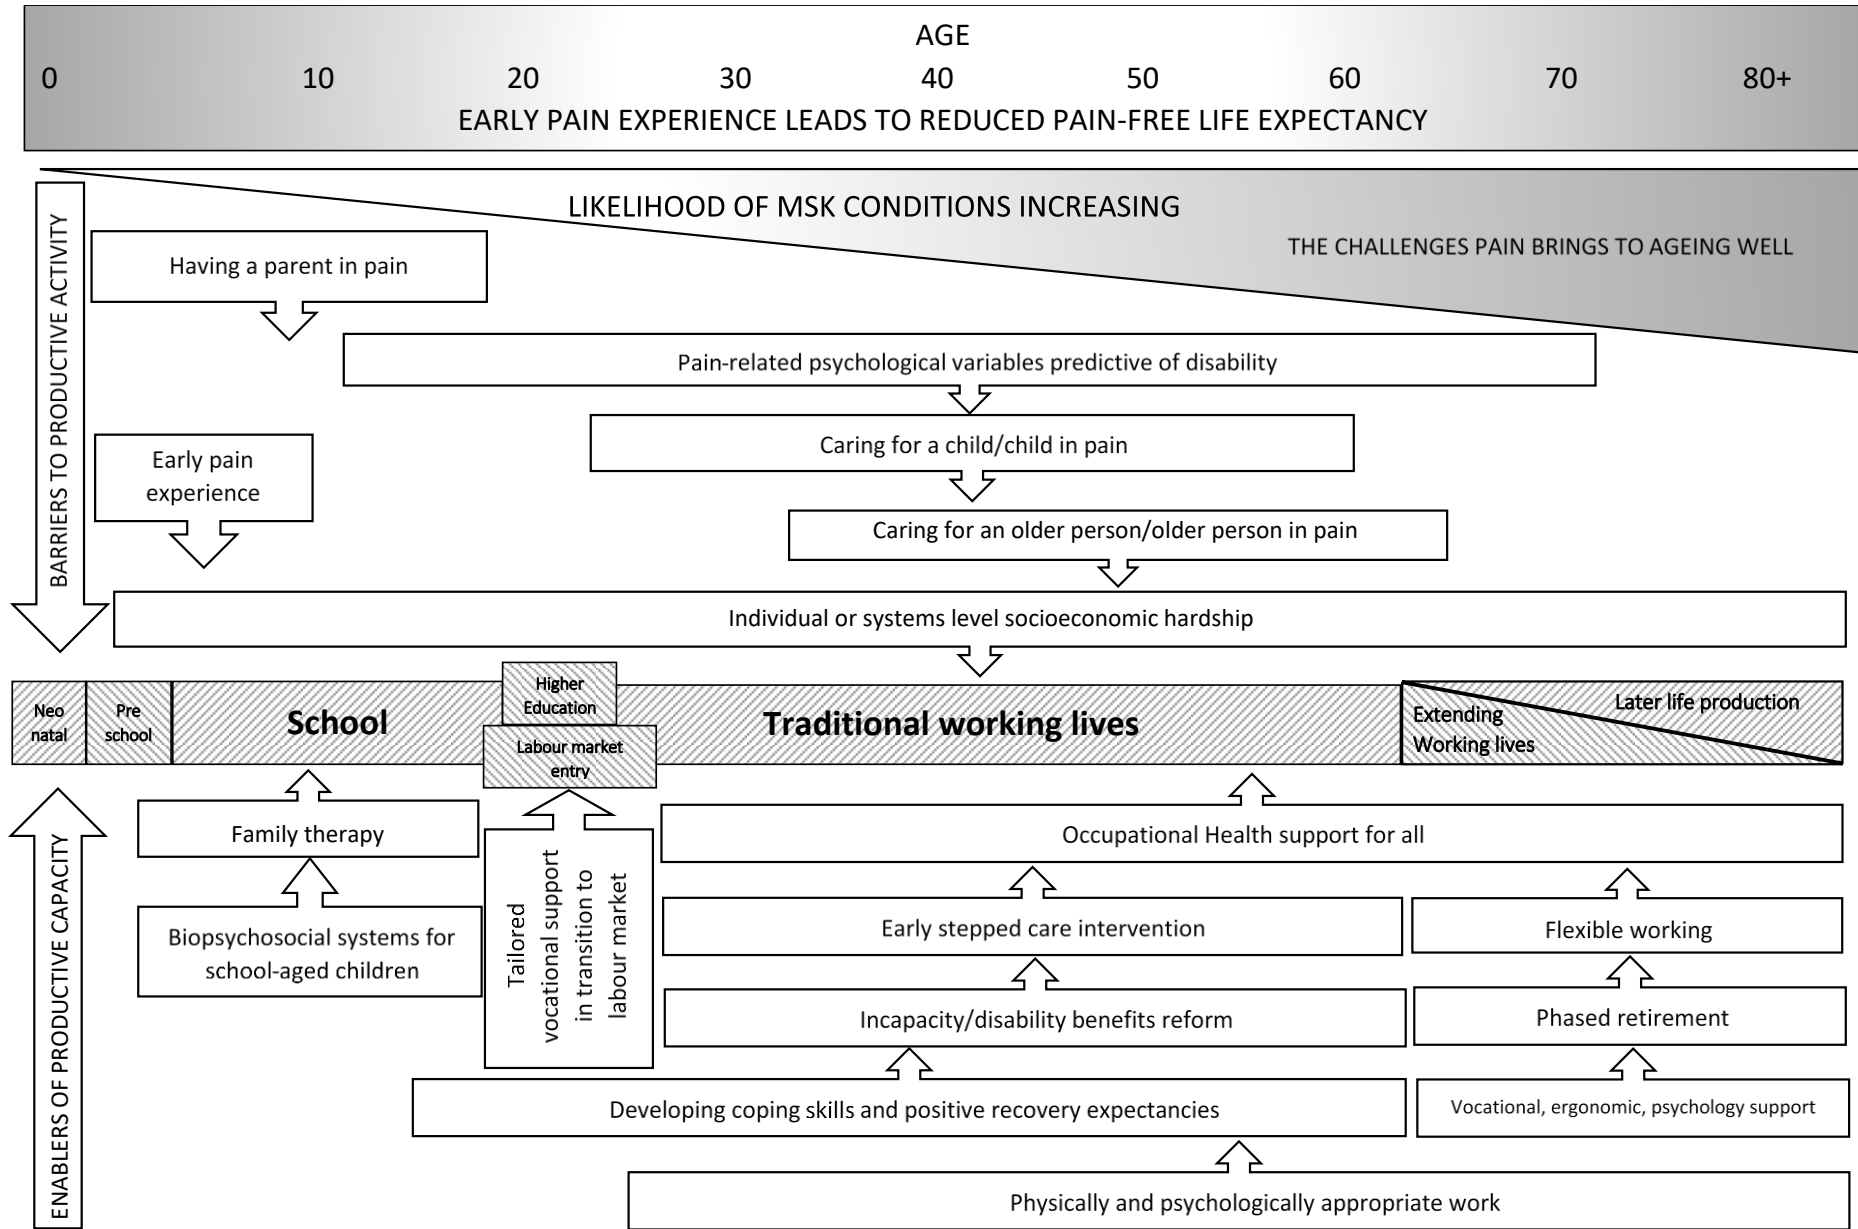 AGE
0 10 20 30 40 50 60 70 80+
EARLY PAIN EXPERIENCE LEADS TO REDUCED PAIN-FREE LIFE EXPECTANCY
LIKELIHOOD OF MSK CONDITIONS INCREASING
THE CHALLENGES PAIN BRINGS TO AGEING WELL
BARRIERS TO PRODUCTIVE ACTIVITY
Having a parent in pain
Pain-related psychological variables predictive of disability
Caring for a child/child in pain
Early pain
experience
Caring for an older person/older person in pain
Individual or systems level socioeconomic hardship
Neo
natal
Pre
school
School
Higher
Education
Labour market
entry
Traditional working lives
Extending
Working lives
Later life production
ENABLERS OF PRODUCTIVE CAPACITY
Family therapy
Biopsychosocial systems for
school-aged children
Tailored
vocational support
in transition to
labour market
Occupational Health support for all
Early stepped care intervention
Flexible working
Incapacity/disability benefits reform
Phased retirement
Developing coping skills and positive recovery expectancies
Vocational, ergonomic, psychology support
Physically and psychologically appropriate work